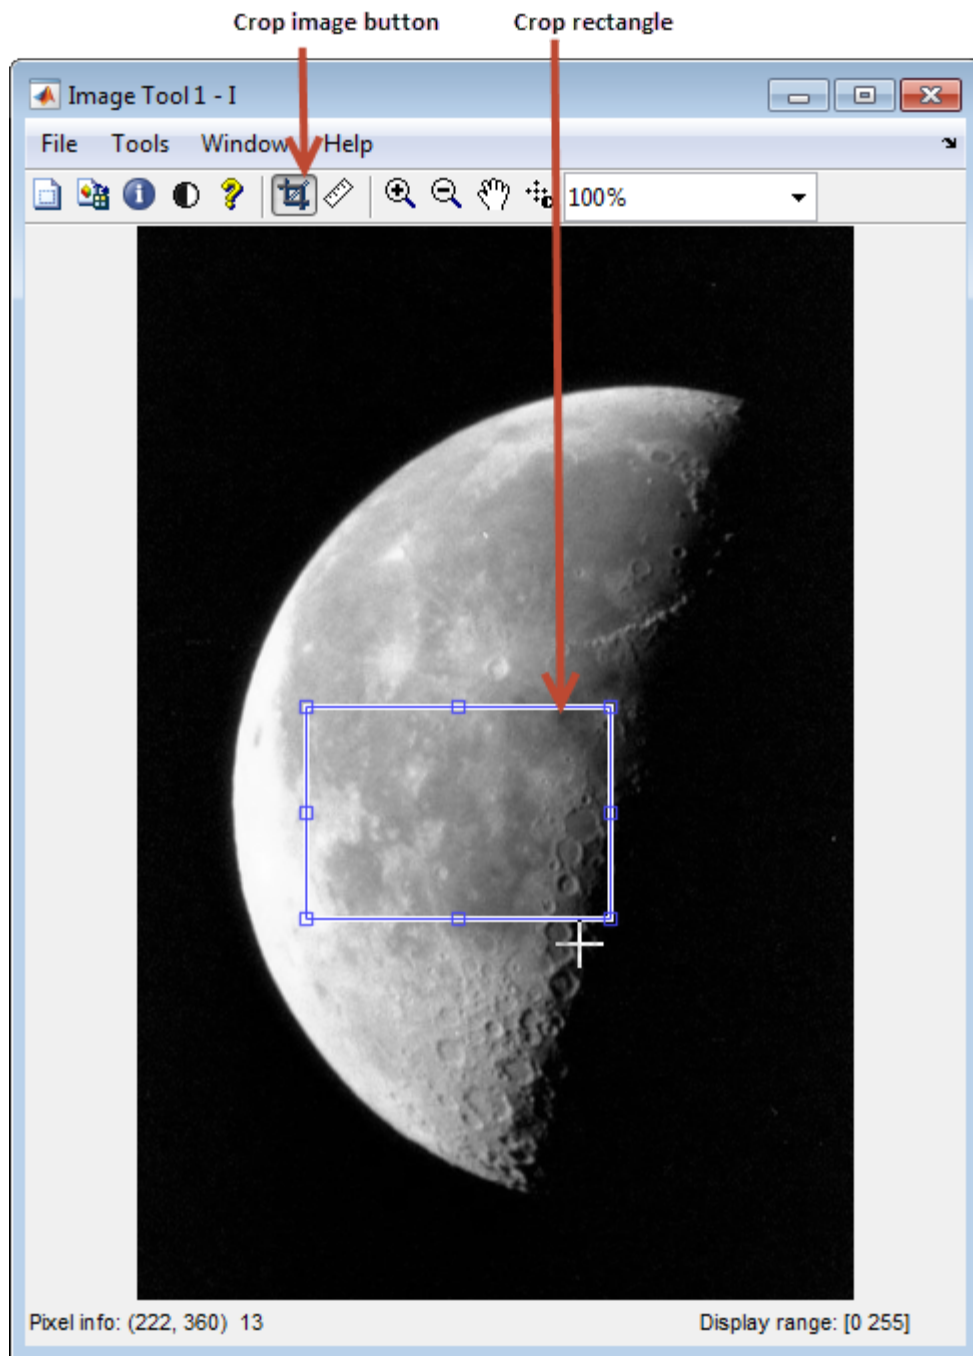 Crop image button Crop rectangle
Image Tool 1 - I
File Tools Window Help
100%
Pixel info: (222, 360) 13 Display range: [0 255]